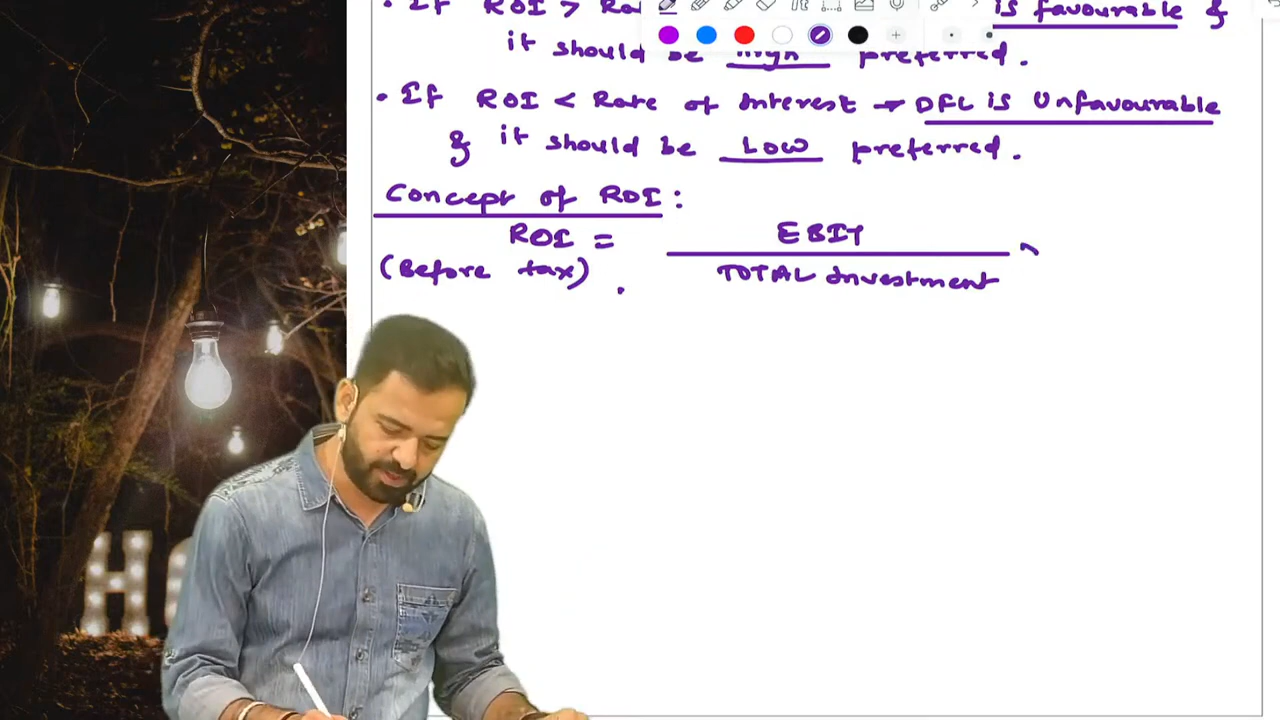 • If ROI > is favourable &
it should be High preferred.
• If ROI < Rate of Interest → DFL is Unfavourable
& it should be Low preferred.
Concept of ROI :
ROI = EBIT
(Before tax) . TOTAL Investment
H